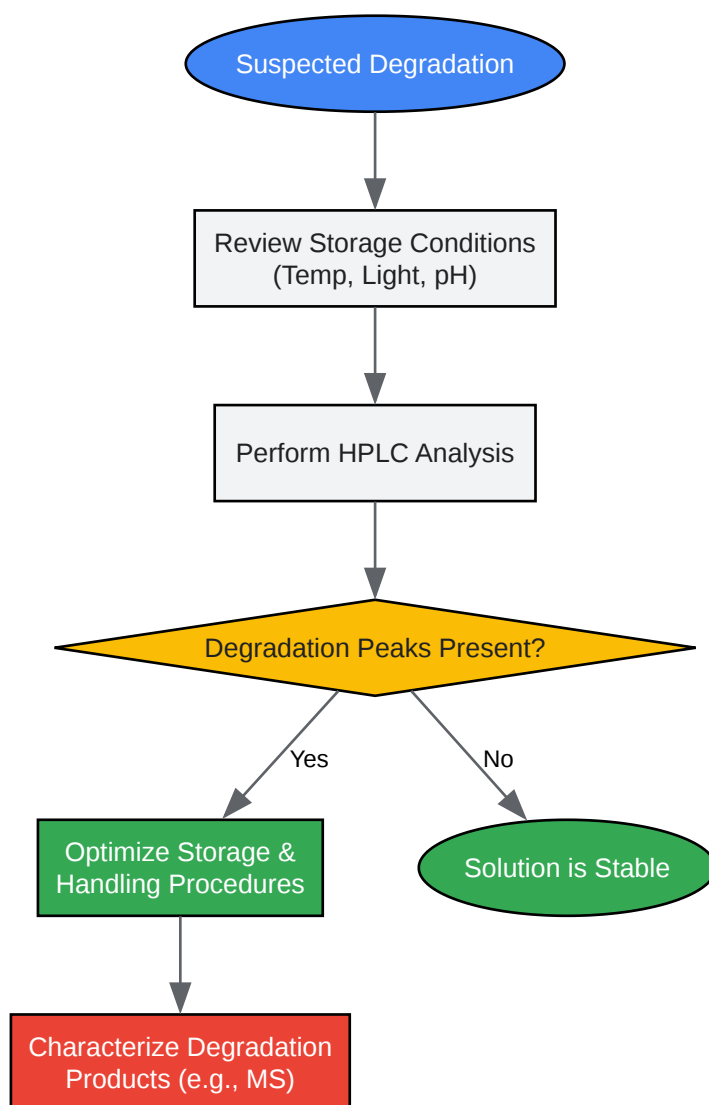 Suspected Degradation
Review Storage Conditions
(Temp, Light, pH)
Perform HPLC Analysis
Degradation Peaks Present?
Yes
No
Optimize Storage &
Handling Procedures
Solution is Stable
Characterize Degradation
Products (e.g., MS)